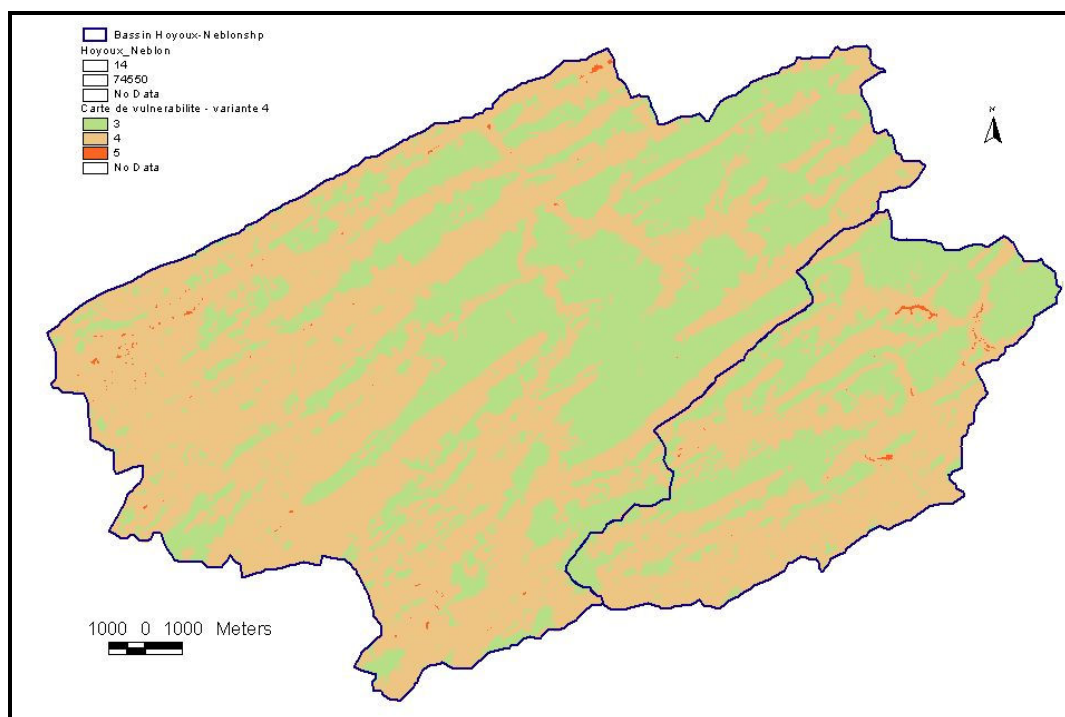 Bassin Hoyoux-Neblonshp
Hoyoux_Neblon
14
74550
No Data
Carte de vulnerabilite - variante 4
3
4
5
No Data
N
1000 0 1000 Meters